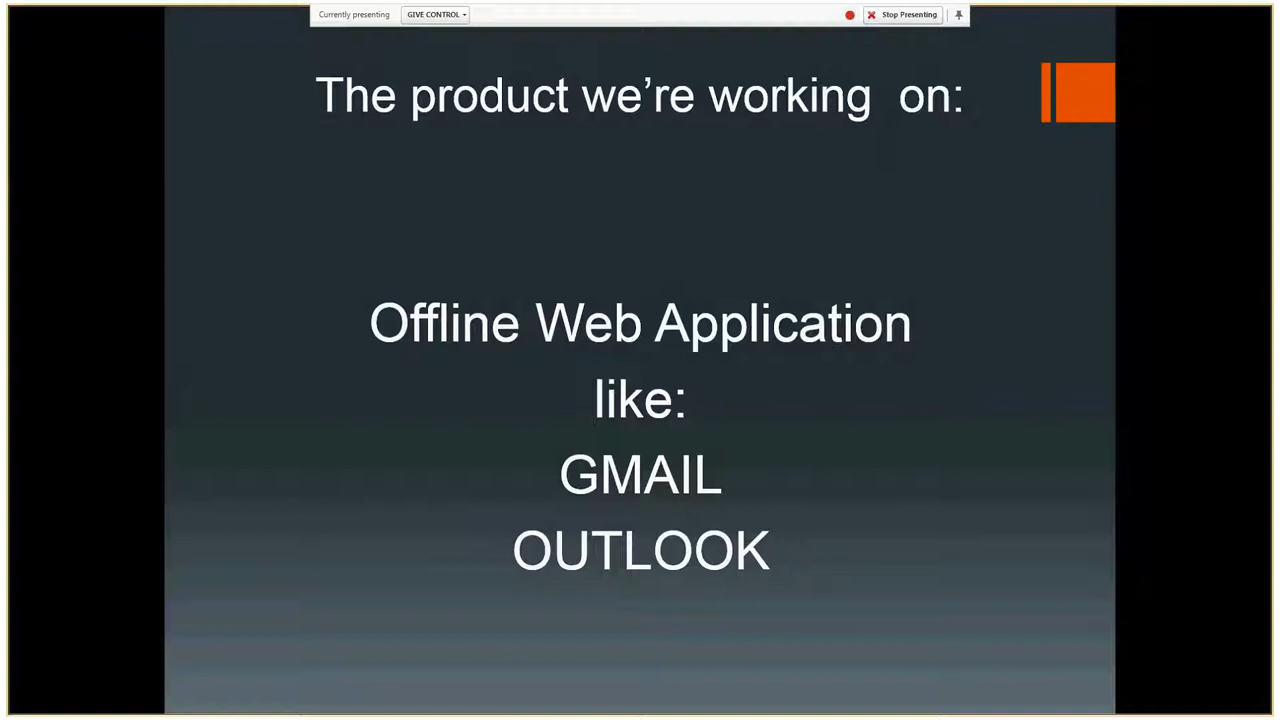 Currently presenting GIVE CONTROL Stop Presenting
The product we’re working  on:
Offline Web Application
like:
GMAIL
OUTLOOK